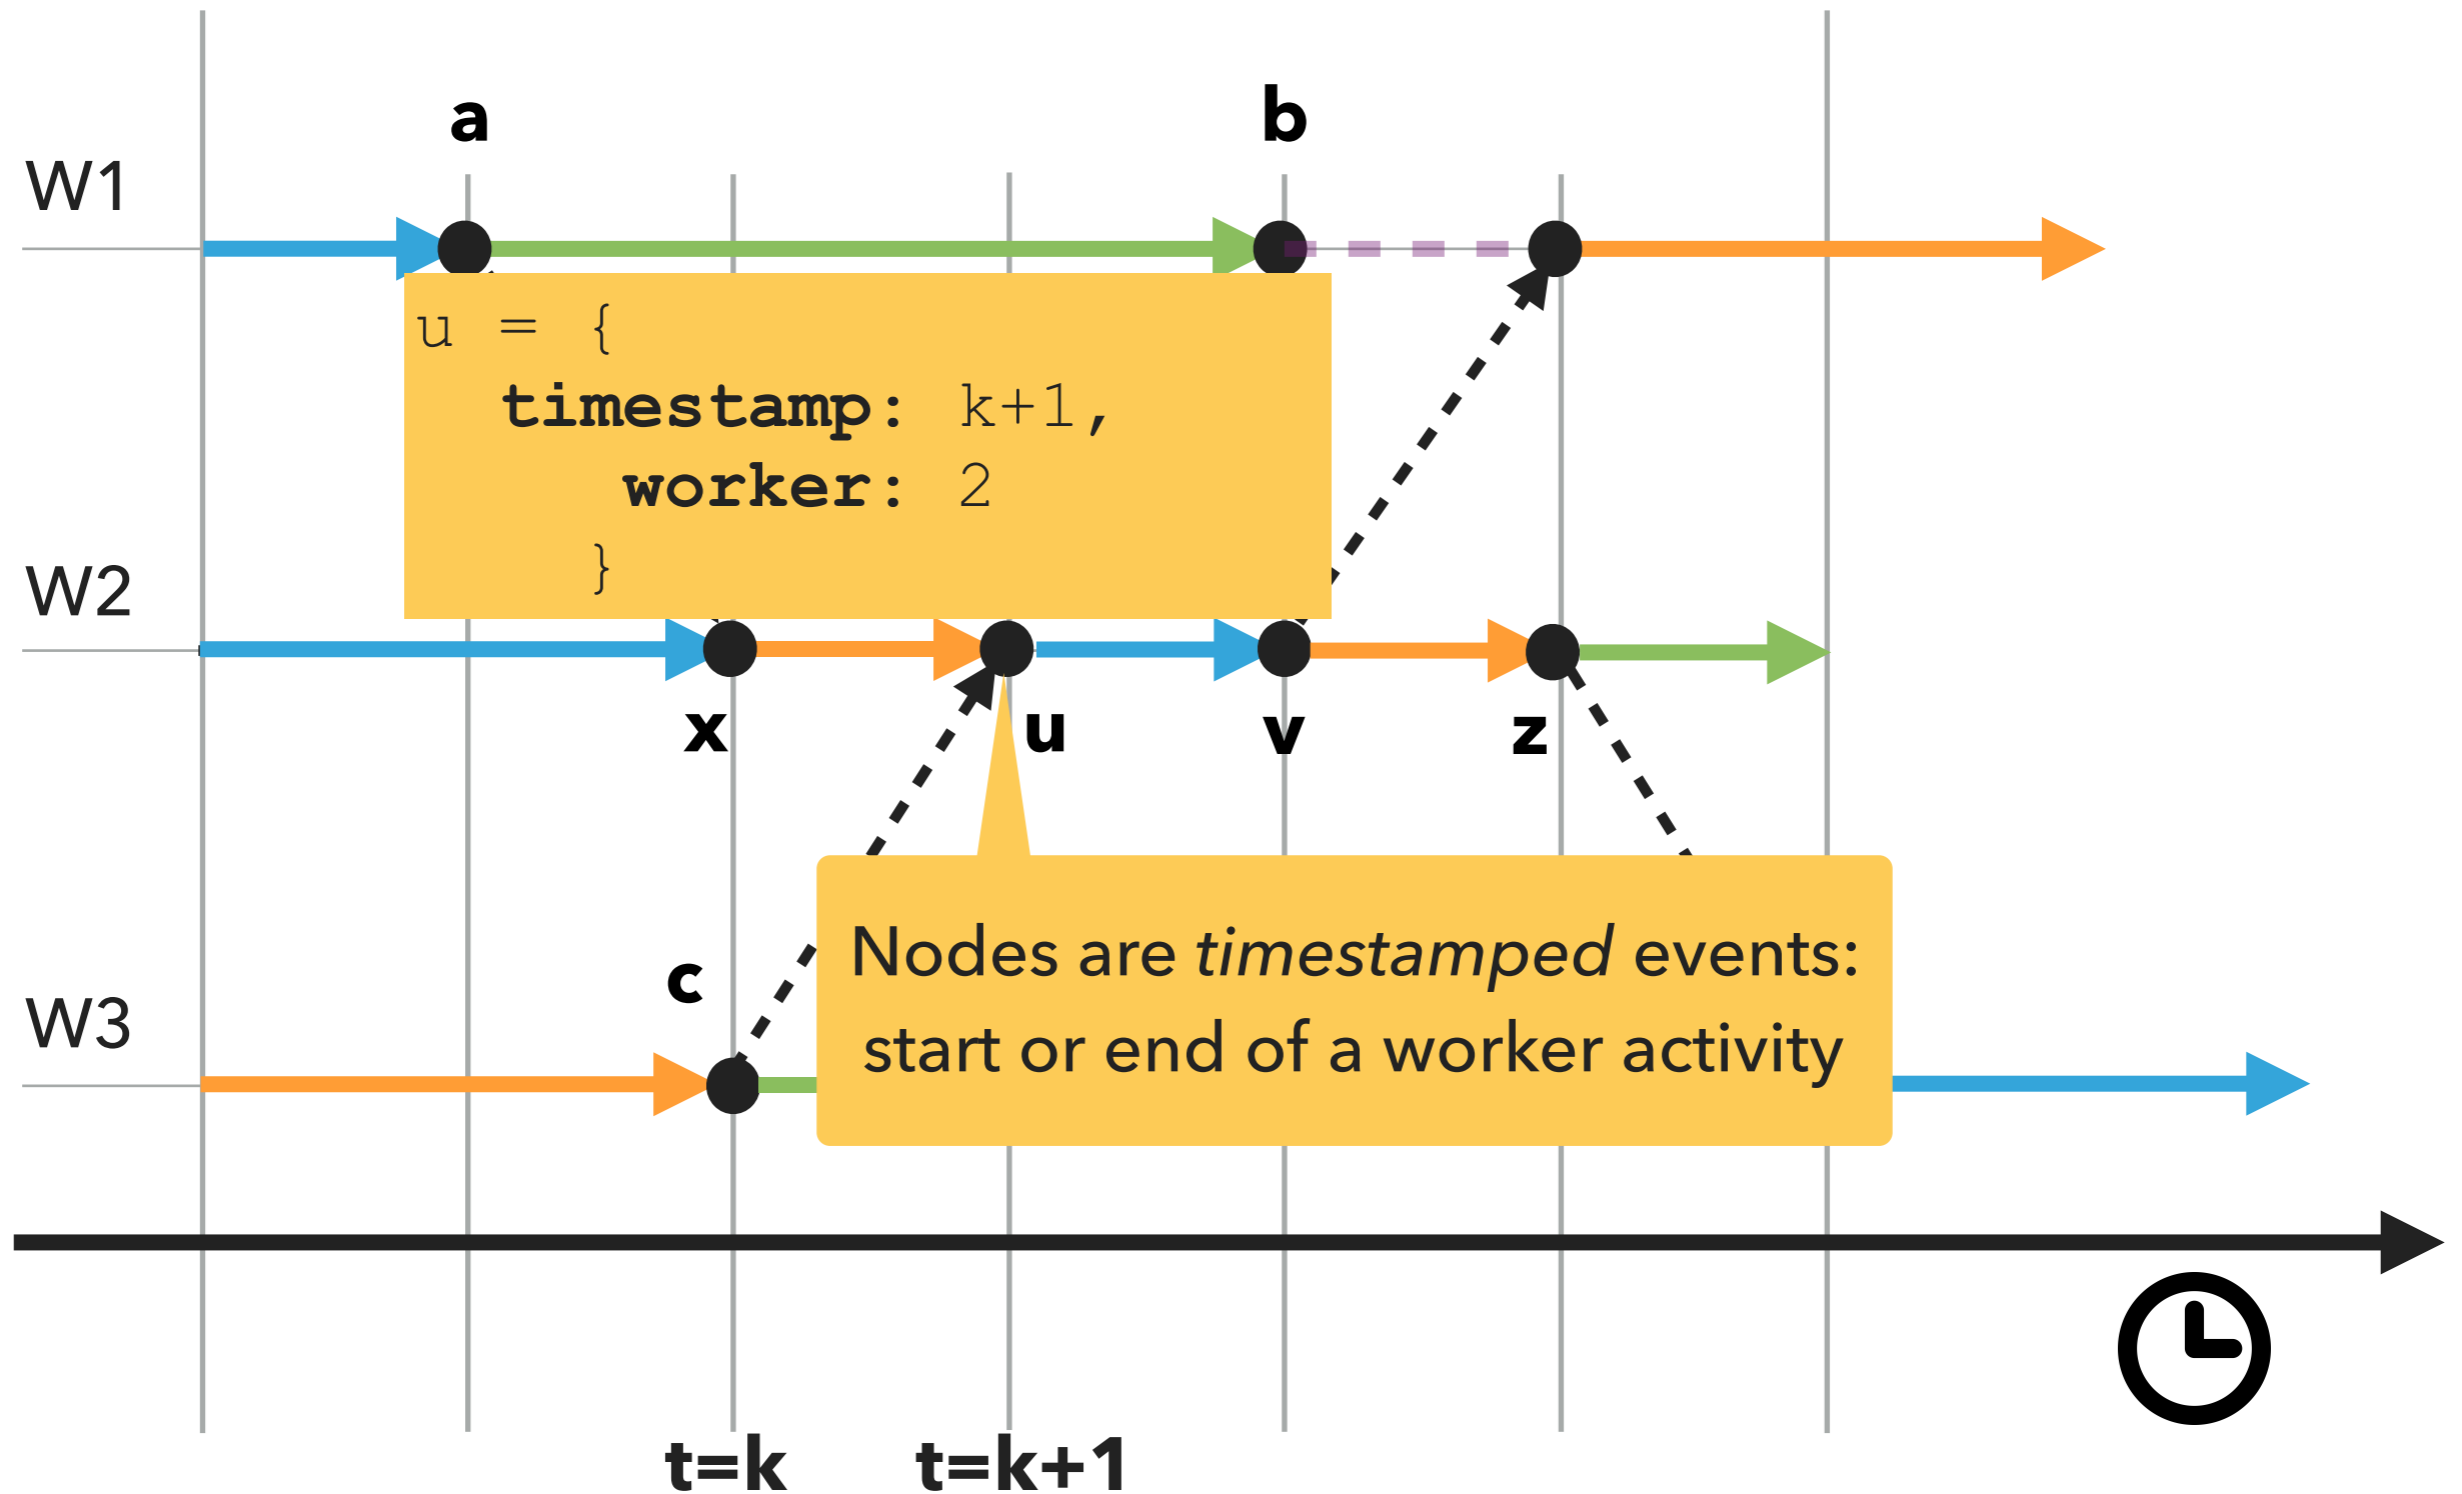 a
b
W1
u = {
timestamp: k+1,
worker: 2
}
W2
x
u
v
z
Nodes are timestamped events:
start or end of a worker activity
c
W3
t=k
t=k+1